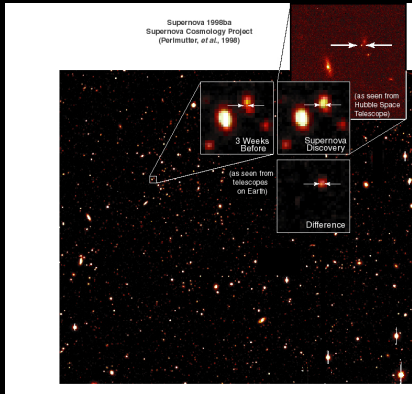 Supernova 1998ba
Supernova Cosmology Project
(Perlmutter, et al., 1998)
(as seen from
Hubble Space
Telescope)
3 Weeks
Before
Supernova
Discovery
(as seen from
telescopes
on Earth)
Difference